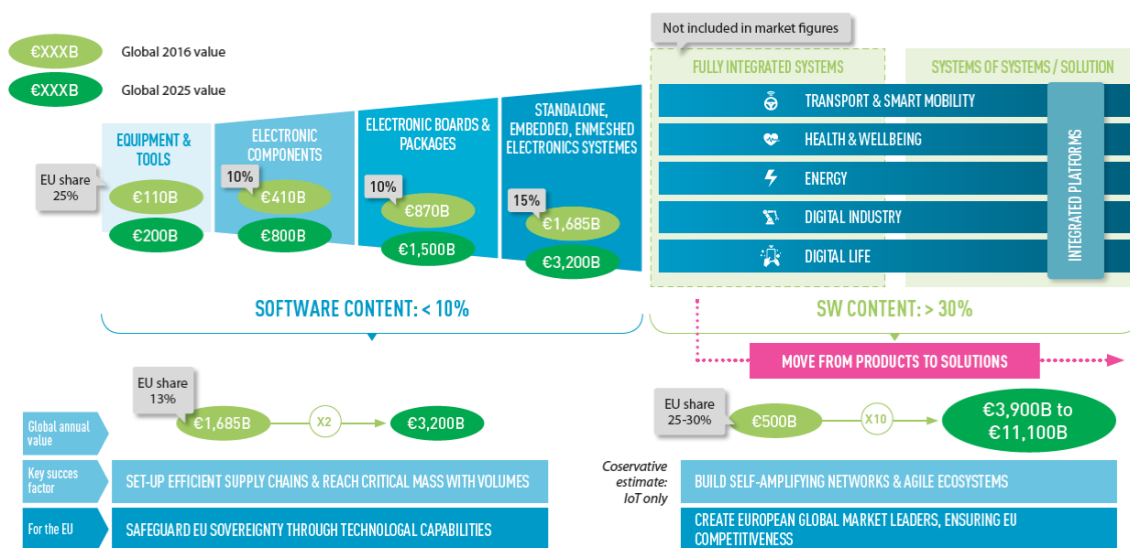 €XXXB
Global 2016 value
€XXXB
Global 2025 value
Not included in market figures
FULLY INTEGRATED SYSTEMS
SYSTEMS OF SYSTEMS / SOLUTION
EQUIPMENT &
TOOLS
ELECTRONIC
COMPONENTS
ELECTRONIC BOARDS &
PACKAGES
STANDALONE,
EMBEDDED, ENMESHED
ELECTRONICS SYSTEMES
EU share
25%
€110B
€200B
10%
€410B
€800B
10%
€870B
€1,500B
15%
€1,685B
€3,200B
TRANSPORT & SMART MOBILITY
HEALTH & WELLBEING
ENERGY
DIGITAL INDUSTRY
DIGITAL LIFE
INTEGRATED PLATFORMS
SOFTWARE CONTENT: < 10%
SW CONTENT: > 30%
MOVE FROM PRODUCTS TO SOLUTIONS
Global annual
value
EU share
13%
€1,685B
X2
€3,200B
EU share
25-30%
€500B
X10
€3,900B to
€11,100B
Key succes
factor
SET-UP EFFICIENT SUPPLY CHAINS & REACH CRITICAL MASS WITH VOLUMES
Coservative
estimate:
IoT only
BUILD SELF-AMPLIFYING NETWORKS & AGILE ECOSYSTEMS
For the EU
SAFEGUARD EU SOVEREIGNTY THROUGH TECHNOLOGAL CAPABILITIES
CREATE EUROPEAN GLOBAL MARKET LEADERS, ENSURING EU
COMPETITIVENESS